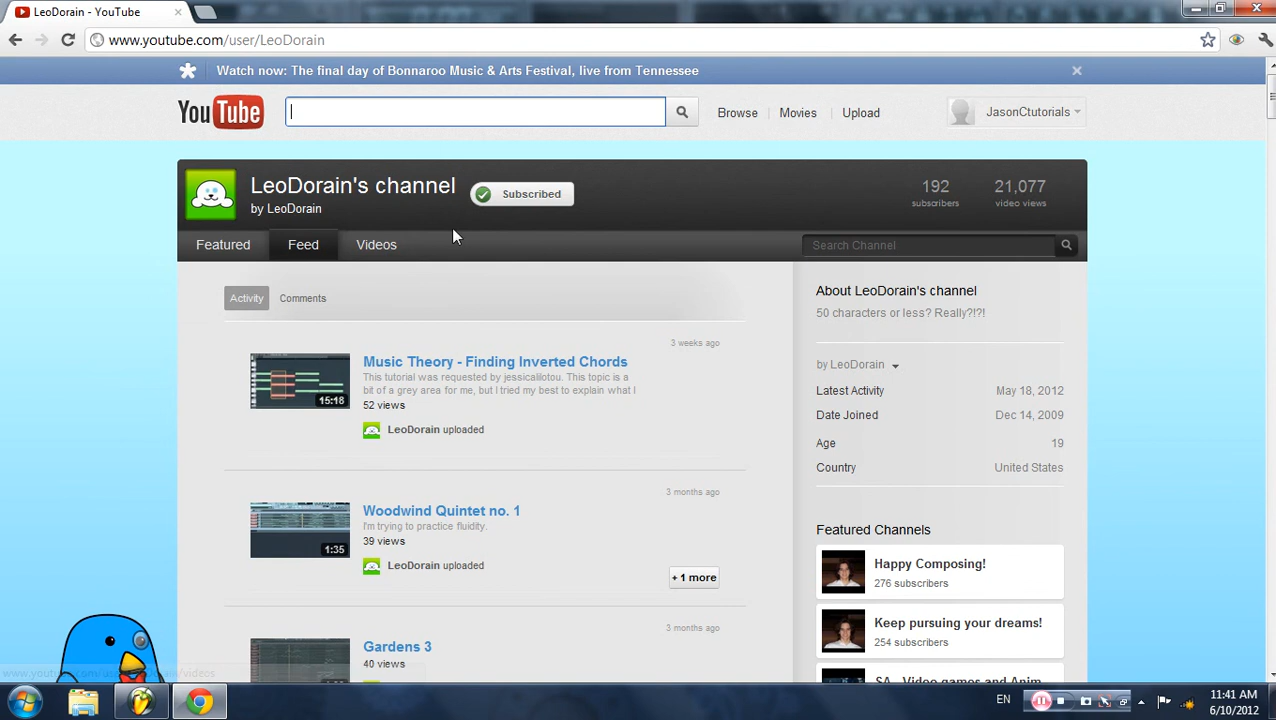 LeoDorain - YouTube
www.youtube.com/user/LeoDorain
Watch now: The final day of Bonnaroo Music & Arts Festival, live from Tennessee
YouTube
Browse
Movies
Upload
JasonCtutorials
LeoDorain's channel
Subscribed
by LeoDorain
192
subscribers
21,077
video views
Featured
Feed
Videos
Search Channel
Activity
Comments
3 weeks ago
Music Theory - Finding Inverted Chords
This tutorial was requested by jessicalilotou. This topic is a
bit of a grey area for me, but I tried my best to explain what I
52 views
15:18
LeoDorain uploaded
3 months ago
Woodwind Quintet no. 1
I'm trying to practice fluidity.
39 views
1:35
LeoDorain uploaded
+ 1 more
3 months ago
Gardens 3
40 views
About LeoDorain's channel
50 characters or less? Really?!?!
by LeoDorain
Latest Activity
May 18, 2012
Date Joined
Dec 14, 2009
Age
19
Country
United States
Featured Channels
Happy Composing!
276 subscribers
Keep pursuing your dreams!
254 subscribers
SA - Video games and Anim
EN
11:41 AM
6/10/2012